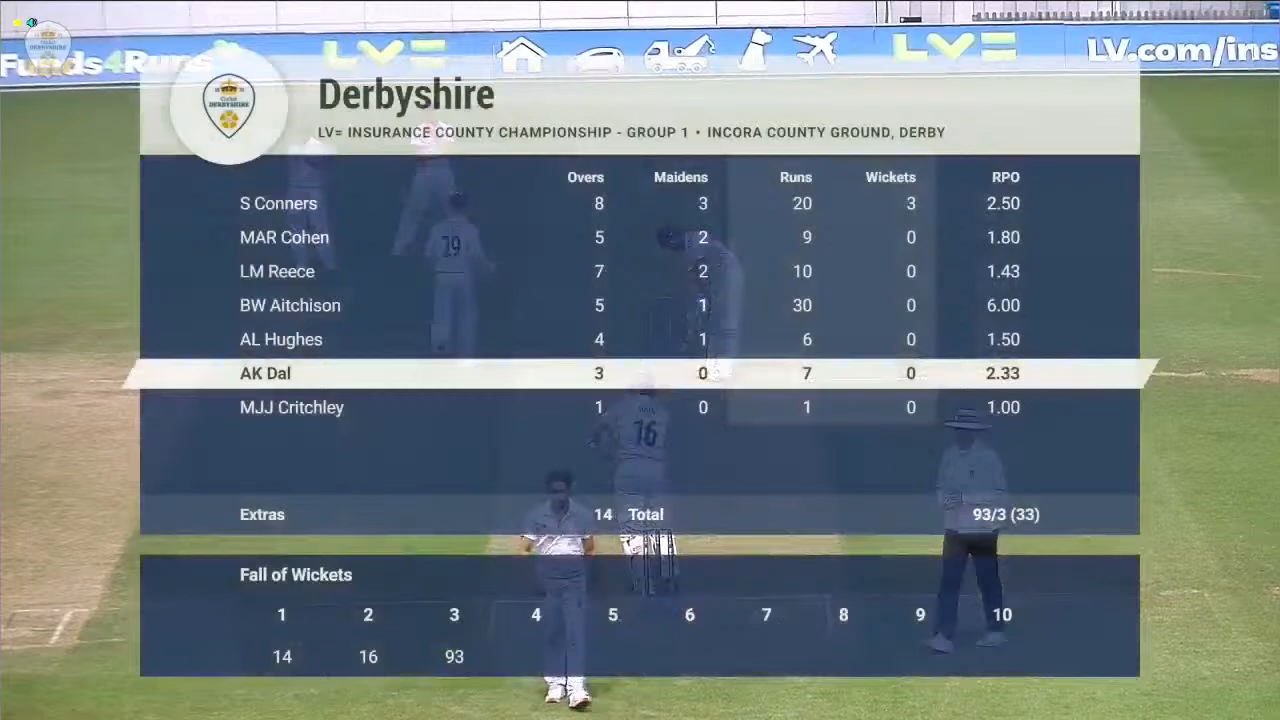 Funds4Runs LV= LV= LV.com/ins
DERBYSHIRE
Derbyshire
LV= INSURANCE COUNTY CHAMPIONSHIP - GROUP 1 • INCORA COUNTY GROUND, DERBY
Overs Maidens Runs Wickets RPO
S Conners 8 3 20 3 2.50
MAR Cohen 5 2 9 0 1.80
LM Reece 7 2 10 0 1.43
BW Aitchison 5 1 30 0 6.00
AL Hughes 4 1 6 0 1.50
AK Dal 3 0 7 0 2.33
MJJ Critchley 1 0 1 0 1.00
Extras 14 Total 93/3 (33)
Fall of Wickets
1 2 3 4 5 6 7 8 9 10
14 16 93
29
16